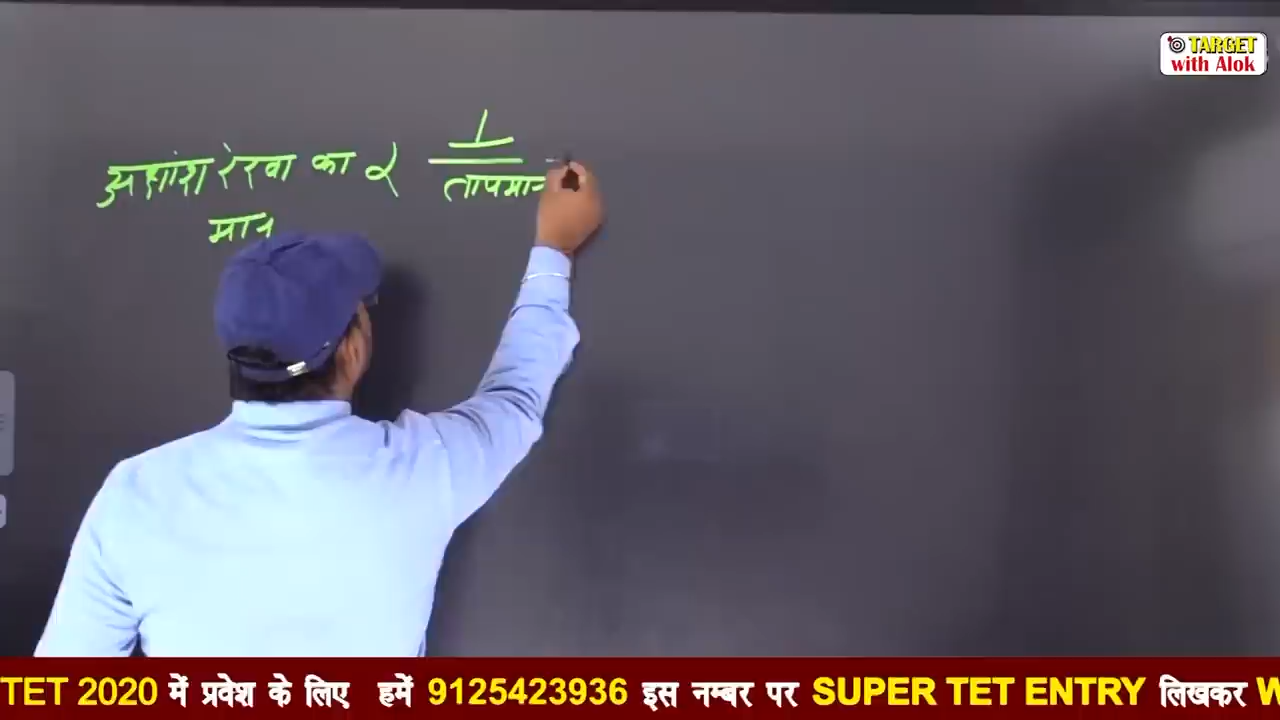 TARGET
with Alok
अक्षांश रेखा का α 1/तापमान
मान
TET 2020 में प्रवेश के लिए हमें 9125423936 इस नम्बर पर SUPER TET ENTRY लिखकर W